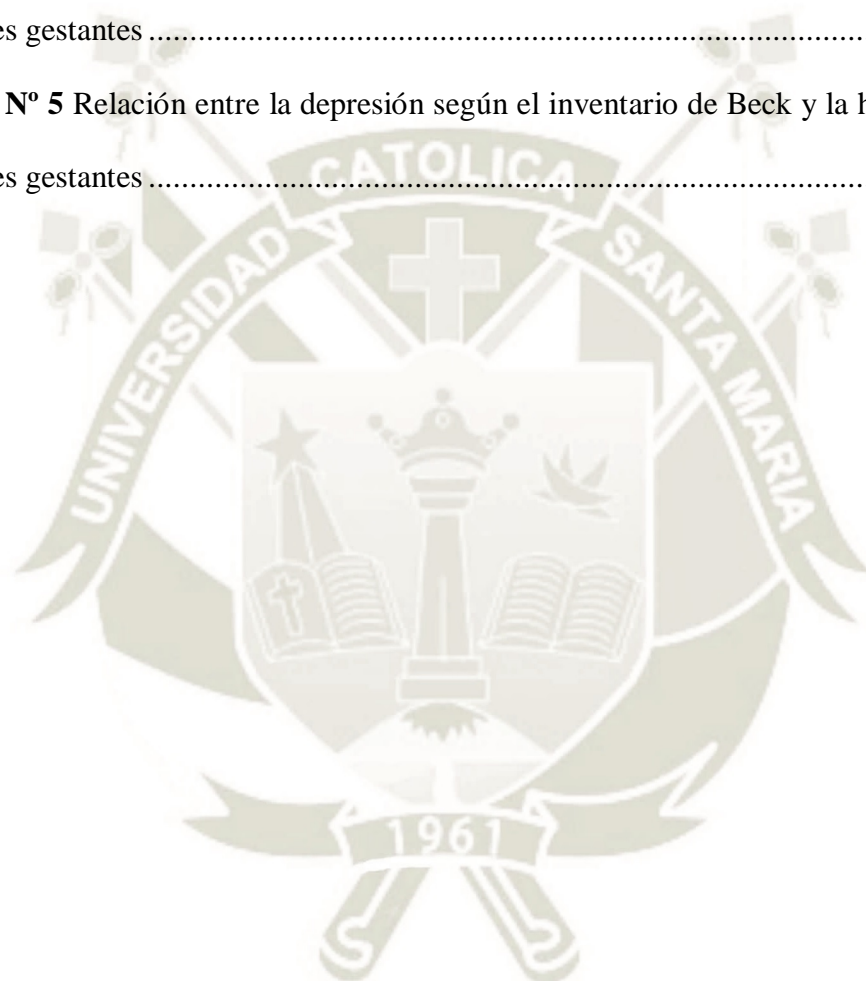 es gestantes ...............................................................................................
Nº 5 Relación entre la depresión según el inventario de Beck y la h
es gestantes ...............................................................................................
CATOLICA
UNIVERSIDAD
SANTA MARIA
1961